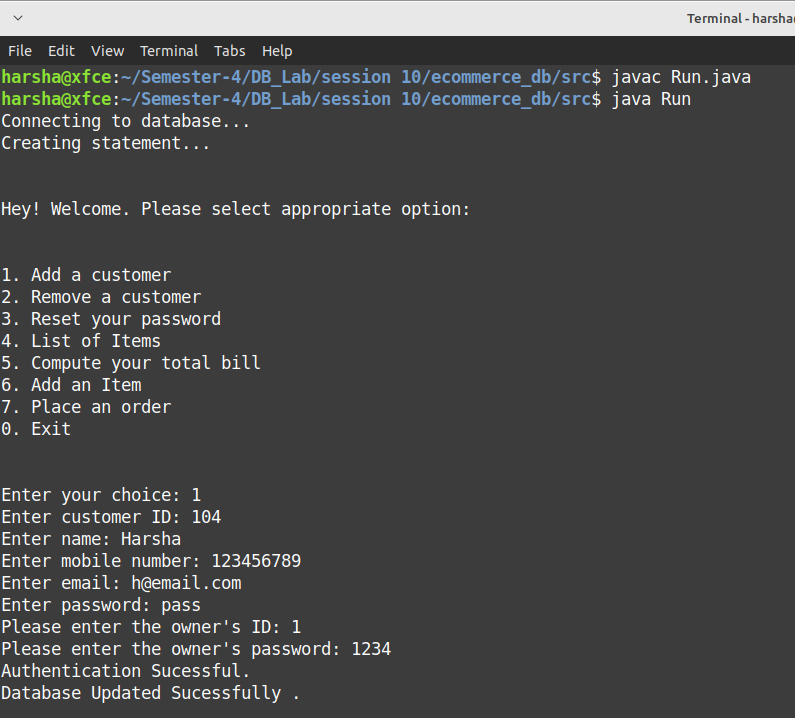 Terminal - harsha
File Edit View Terminal Tabs Help
harsha@xfce:~/Semester-4/DB_Lab/session 10/ecommerce_db/src$ javac Run.java
harsha@xfce:~/Semester-4/DB_Lab/session 10/ecommerce_db/src$ java Run
Connecting to database...
Creating statement...
Hey! Welcome. Please select appropriate option:
1. Add a customer
2. Remove a customer
3. Reset your password
4. List of Items
5. Compute your total bill
6. Add an Item
7. Place an order
0. Exit
Enter your choice: 1
Enter customer ID: 104
Enter name: Harsha
Enter mobile number: 123456789
Enter email: h@email.com
Enter password: pass
Please enter the owner's ID: 1
Please enter the owner's password: 1234
Authentication Sucessful.
Database Updated Sucessfully .